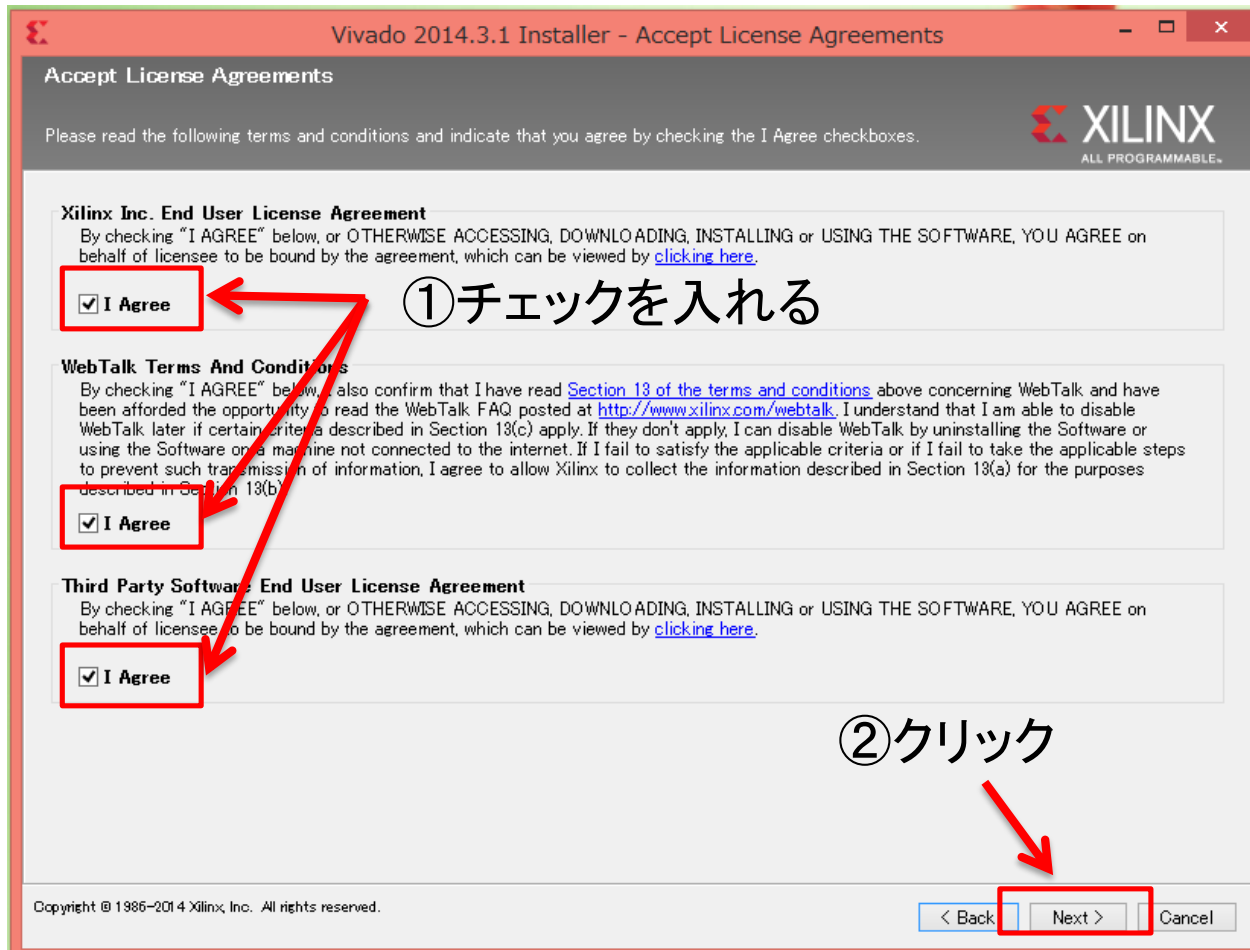 Vivado 2014.3.1 Installer - Accept License Agreements
Accept License Agreements
Please read the following terms and conditions and indicate that you agree by checking the I Agree checkboxes.
XILINX
ALL PROGRAMMABLE™
Xilinx Inc. End User License Agreement
By checking "I AGREE" below, or OTHERWISE ACCESSING, DOWNLOADING, INSTALLING or USING THE SOFTWARE, YOU AGREE on
behalf of licensee to be bound by the agreement, which can be viewed by clicking here.
I Agree
①チェックを入れる
WebTalk Terms And Conditions
By checking "I AGREE" below, I also confirm that I have read Section 13 of the terms and conditions above concerning WebTalk and have
been afforded the opportunity to read the WebTalk FAQ posted at http://www.xilinx.com/webtalk. I understand that I am able to disable
WebTalk later if certain criteria described in Section 13(c) apply. If they don't apply, I can disable WebTalk by uninstalling the Software or
using the Software on a machine not connected to the internet. If I fail to satisfy the applicable criteria or if I fail to take the applicable steps
to prevent such transmission of information, I agree to allow Xilinx to collect the information described in Section 13(a) for the purposes
described in Section 13(b)
I Agree
Third Party Software End User License Agreement
By checking "I AGREE" below, or OTHERWISE ACCESSING, DOWNLOADING, INSTALLING or USING THE SOFTWARE, YOU AGREE on
behalf of licensee to be bound by the agreement, which can be viewed by clicking here.
I Agree
②クリック
Copyright © 1986-2014 Xilinx, Inc. All rights reserved.
< Back Next > Cancel